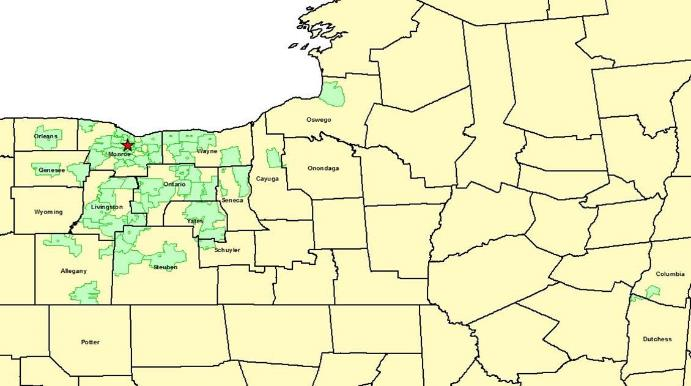 Oswego
Orleans
Monroe
Wayne
Genesee
Onondaga
Cayuga
Ontario
Seneca
Livingston
Wyoming
Yates
Schuyler
Steuben
Allegany
Columbia
Dutchess
Potter